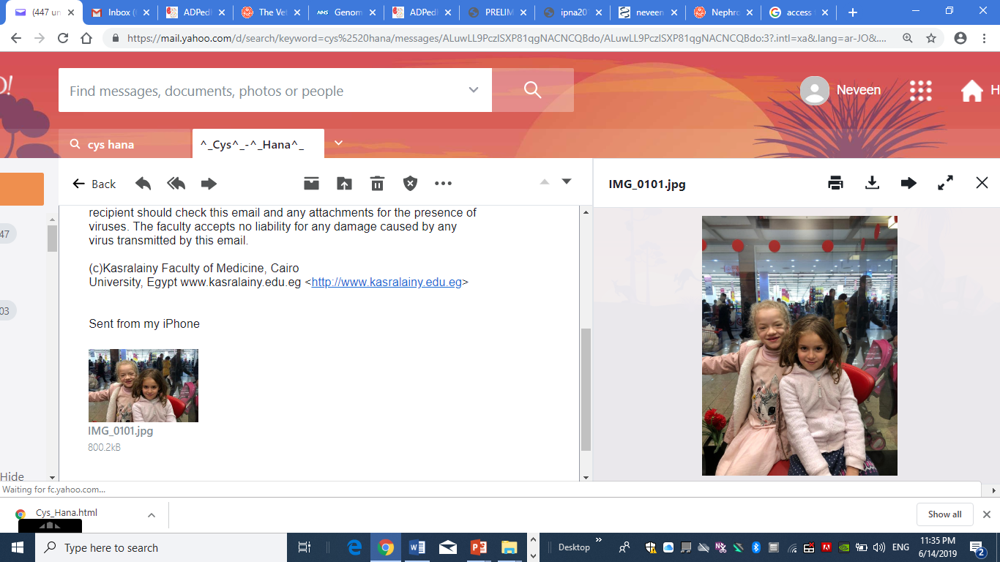 (447 un
Inbox (
ADPed
The Vet
NHS Genom
ADPed
PRELIM
ipna20
neveen
Nephro
access
https://mail.yahoo.com/d/search/keyword=cys%2520hana/messages/ALuwLL9PczISXP81qgNACNCQBdo/ALuwLL9PczISXP81qgNACNCQBdo:3?.intl=xa&.lang=ar-JO&....
O!
Find messages, documents, photos or people
Neveen
H
cys hana
^_Cys^_-^_Hana^_
Back
IMG_0101.jpg
47
03
Hide
recipient should check this email and any attachments for the presence of
viruses. The faculty accepts no liability for any damage caused by any
virus transmitted by this email.
(c)Kasralainy Faculty of Medicine, Cairo
University, Egypt www.kasralainy.edu.eg <http://www.kasralainy.edu.eg>
Sent from my iPhone
IMG_0101.jpg
800.2kB
Waiting for fc.yahoo.com...
Cys_Hana.html
Show all
Type here to search
Desktop
ENG
11:35 PM
6/14/2019
2